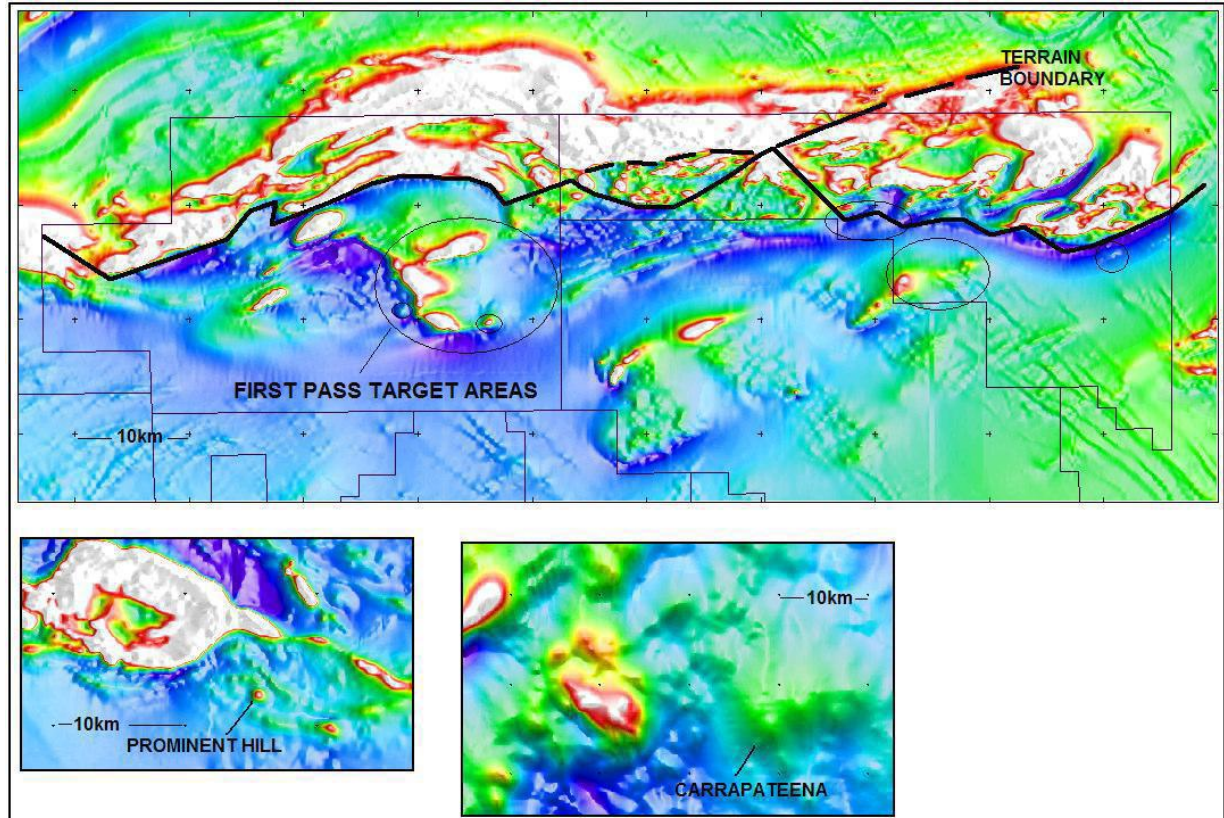 TERRAIN
BOUNDARY
FIRST PASS TARGET AREAS
10km
10km
PROMINENT HILL
10km
CARRAPATEENA